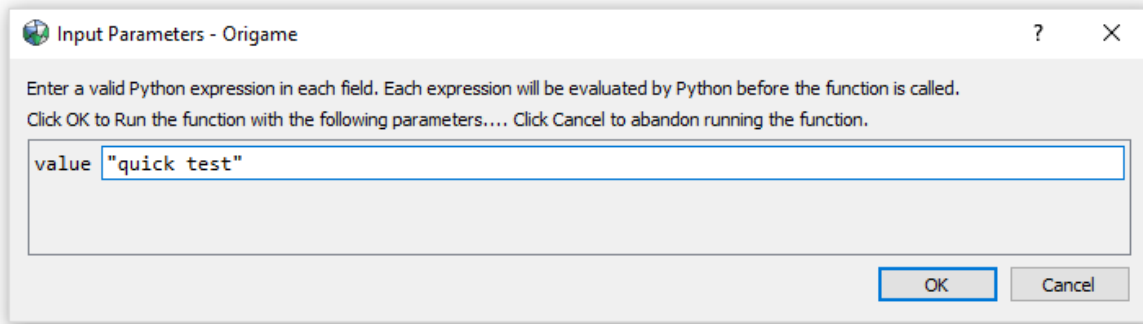 Input Parameters - Origame ?
Enter a valid Python expression in each field. Each expression will be evaluated by Python before the function is called.
Click OK to Run the function with the following parameters.... Click Cancel to abandon running the function.
value "quick test"
OK Cancel